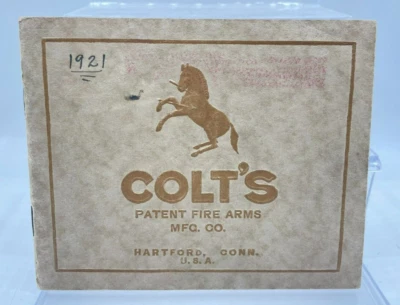 1921
COLT'S
PATENT FIRE ARMS
MFG. CO.
HARTFORD, CONN.
U.S.A.